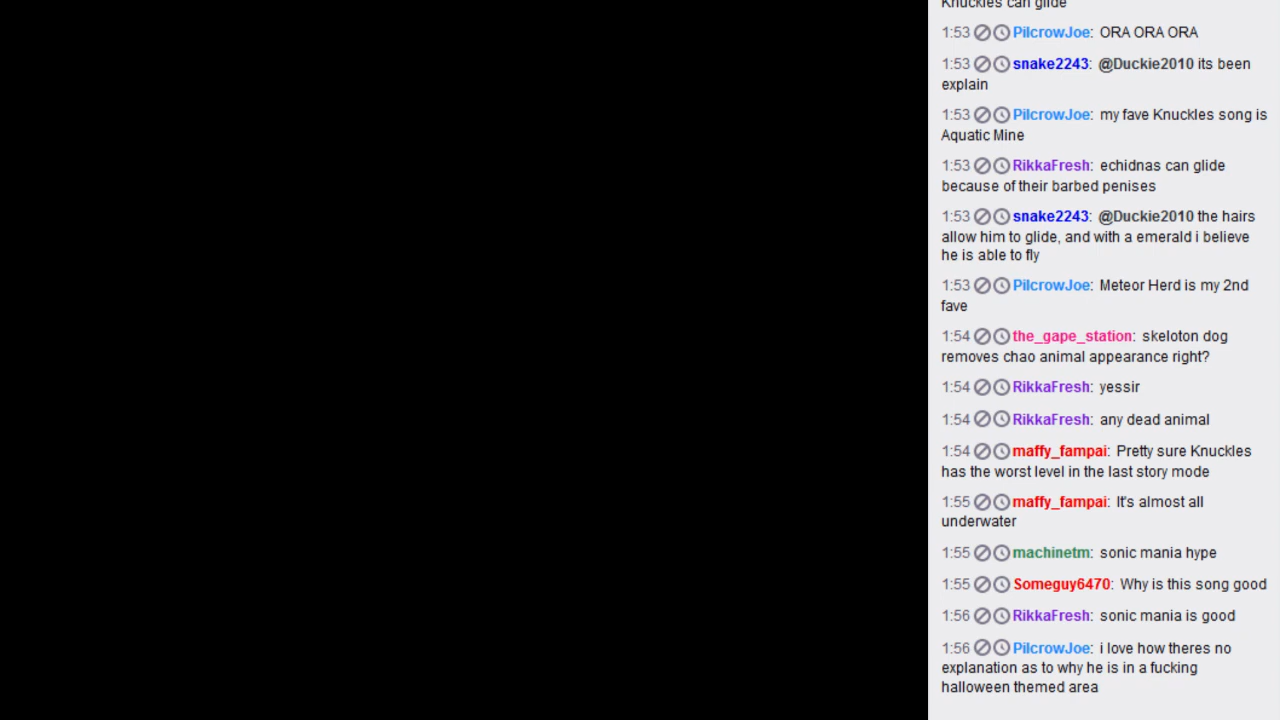 Knuckles can glide
1:53 PilcrowJoe: ORA ORA ORA
1:53 snake2243: @Duckie2010 its been
explain
1:53 PilcrowJoe: my fave Knuckles song is
Aquatic Mine
1:53 RikkaFresh: echidnas can glide
because of their barbed penises
1:53 snake2243: @Duckie2010 the hairs
allow him to glide, and with a emerald i believe
he is able to fly
1:53 PilcrowJoe: Meteor Herd is my 2nd
fave
1:54 the_gape_station: skeloton dog
removes chao animal appearance right?
1:54 RikkaFresh: yessir
1:54 RikkaFresh: any dead animal
1:54 maffy_fampai: Pretty sure Knuckles
has the worst level in the last story mode
1:55 maffy_fampai: It's almost all
underwater
1:55 machinetm: sonic mania hype
1:55 Someguy6470: Why is this song good
1:56 RikkaFresh: sonic mania is good
1:56 PilcrowJoe: i love how theres no
explanation as to why he is in a fucking
halloween themed area